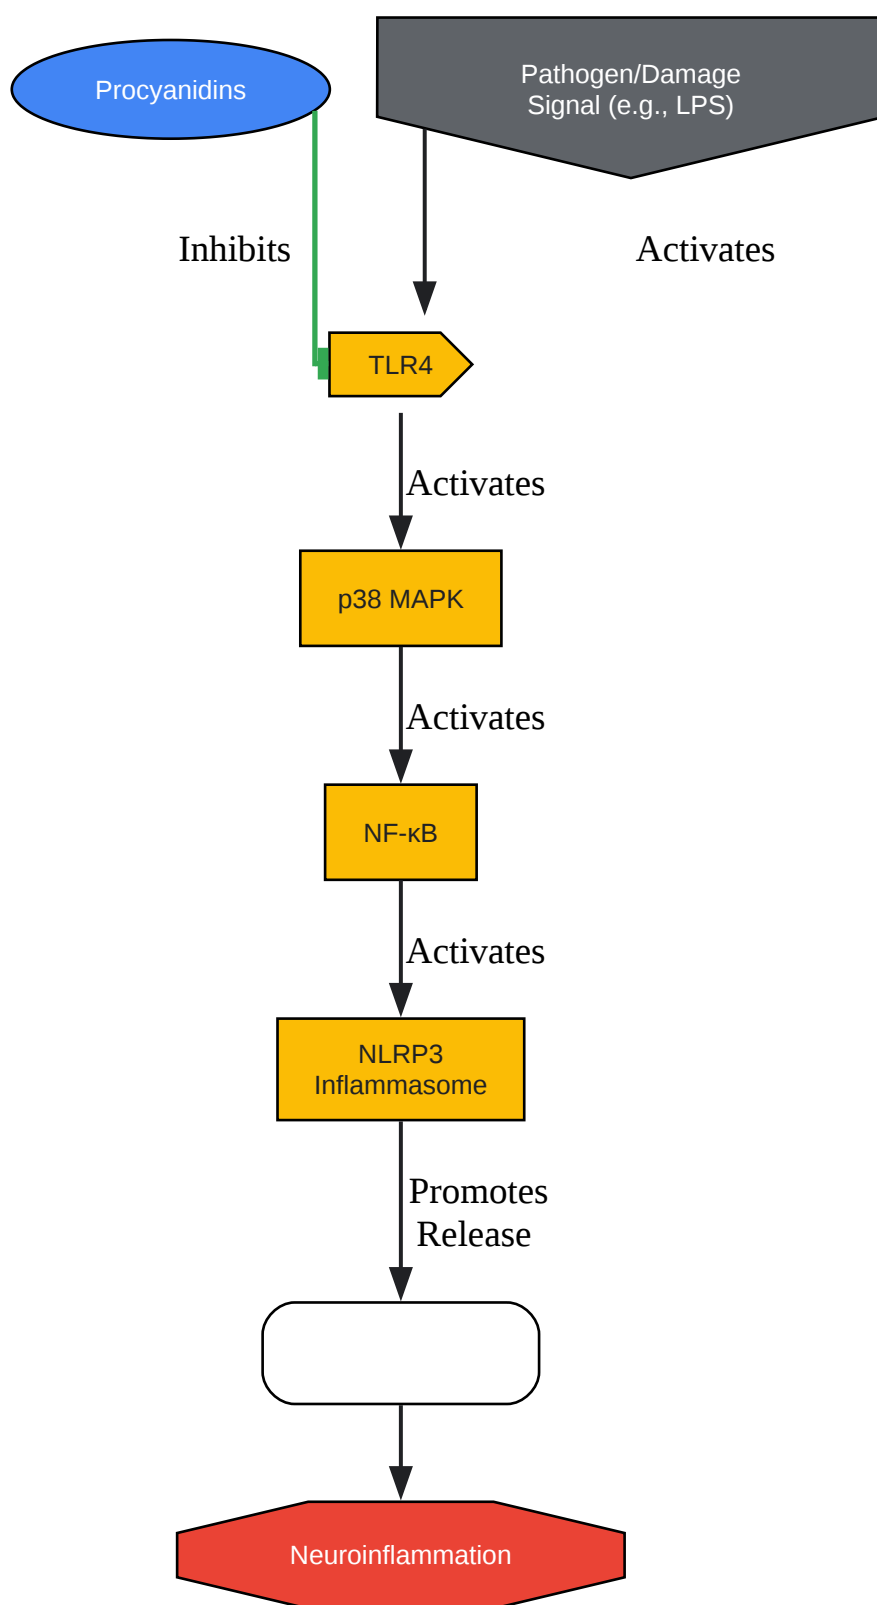 Procyanidins
Pathogen/Damage
Signal (e.g., LPS)
Inhibits
Activates
TLR4
Activates
p38 MAPK
Activates
NF-κB
Activates
NLRP3
Inflammasome
Promotes
Release
Neuroinflammation